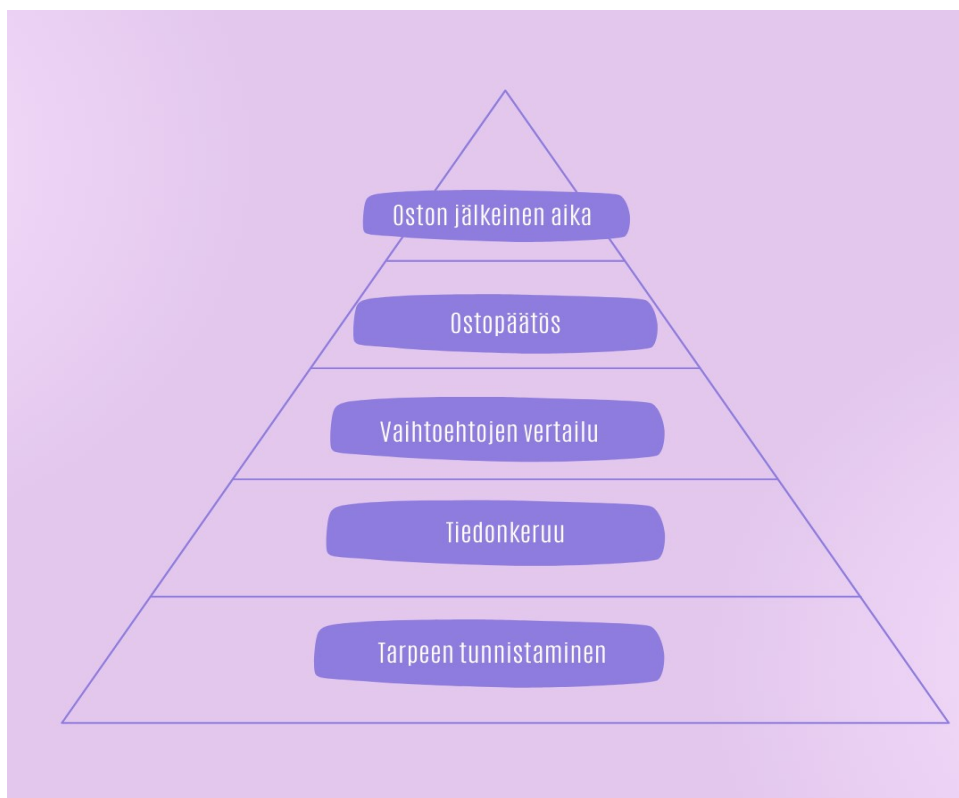 Oston jälkeinen aika
Ostopäätös
Vaihtoehtojen vertailu
Tiedonkeruu
Tarpeen tunnistaminen